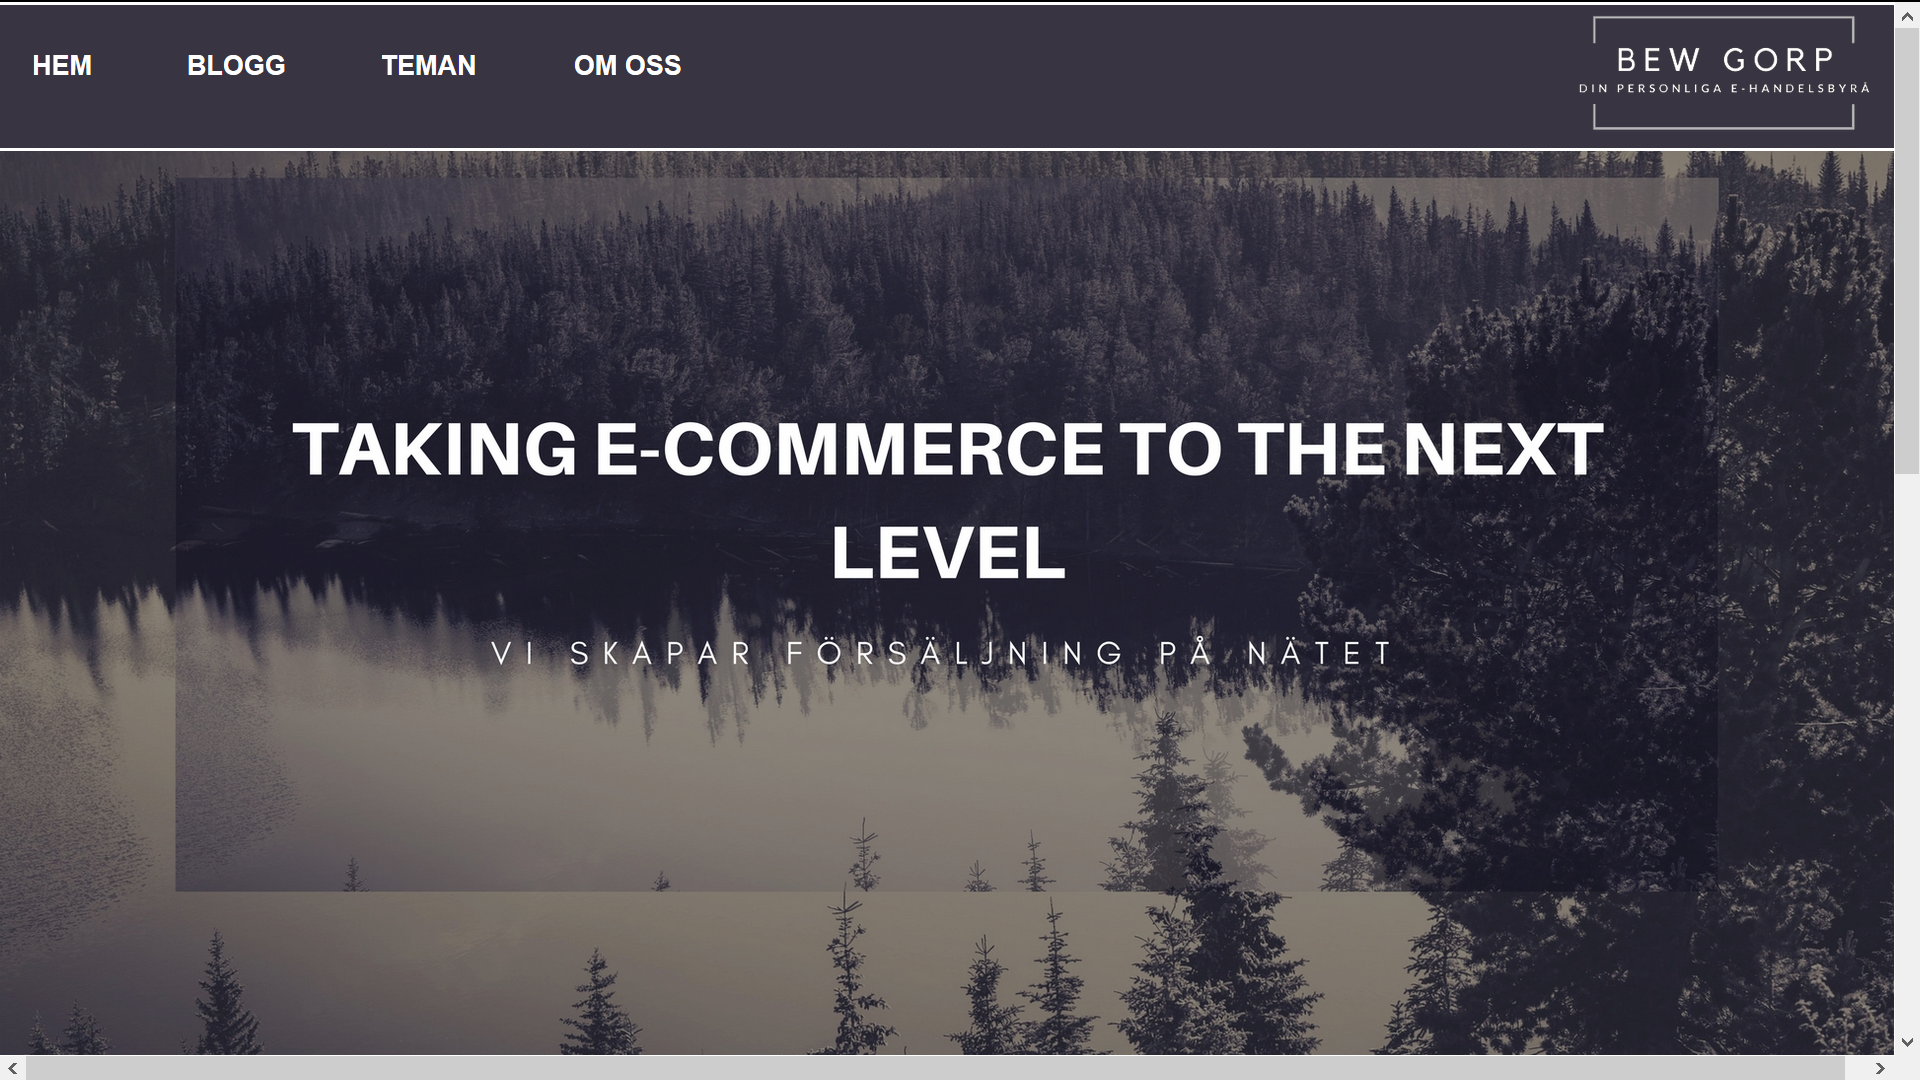 HEM
BLOGG
TEMAN
OM OSS
BEW GORP
DIN PERSONLIGA E-HANDELSBYRÅ
TAKING E-COMMERCE TO THE NEXT
LEVEL
VI SKAPAR FÖRSÄLJNING PÅ NÄTET